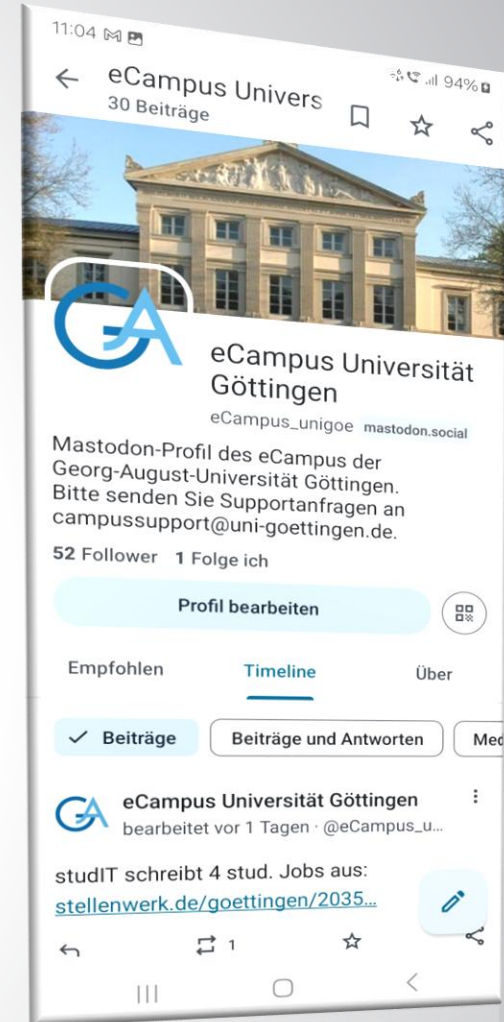 11:04
94%
eCampus Univers
30 Beiträge
GA
eCampus Universität
Göttingen
eCampus_unigoe mastodon.social
Mastodon-Profil des eCampus der
Georg-August-Universität Göttingen.
Bitte senden Sie Supportanfragen an
campussupport@uni-goettingen.de.
52 Follower 1 Folge ich
Profil bearbeiten
Empfohlen Timeline Über
Beiträge Beiträge und Antworten Med
GA
eCampus Universität Göttingen
bearbeitet vor 1 Tagen · @eCampus_u...
studIT schreibt 4 stud. Jobs aus:
stellenwerk.de/goettingen/2035...
1